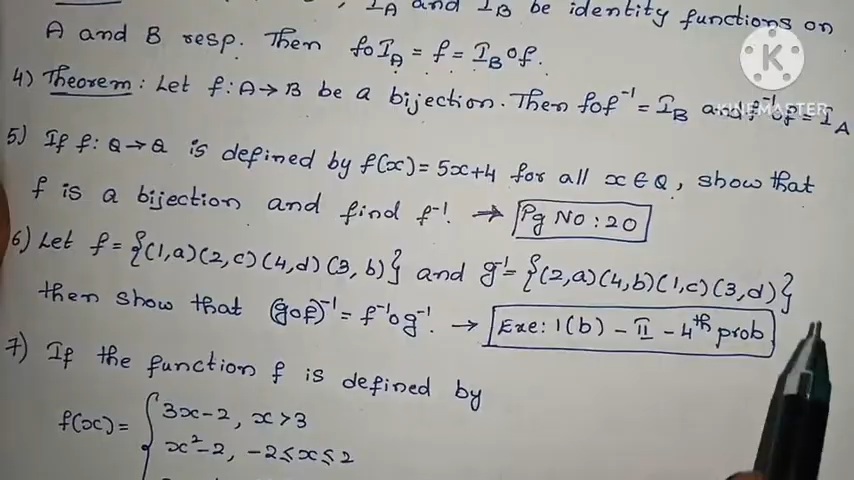 I_A and I_B be identity functions on
A and B resp. Then foI_A = f = I_B of.
4) Theorem : Let f : A→B be a bijection. Then fof⁻¹ = I_B and f⁻¹of = I_A
KINEMASTER
5) If f : Q→Q is defined by f(x) = 5x+4 for all x∈Q, show that
f is a bijection and find f⁻¹. → Pg No : 20
6) Let f = {(1,a)(2,c)(4,d)(3,b)} and g⁻¹ = {(2,a)(4,b)(1,c)(3,d)}
then show that (gof)⁻¹ = f⁻¹og⁻¹. → Exe : 1(b) - II - 4th prob
7) If the function f is defined by
f(x) = { 3x-2, x>3
x²-2, -2≤x≤2